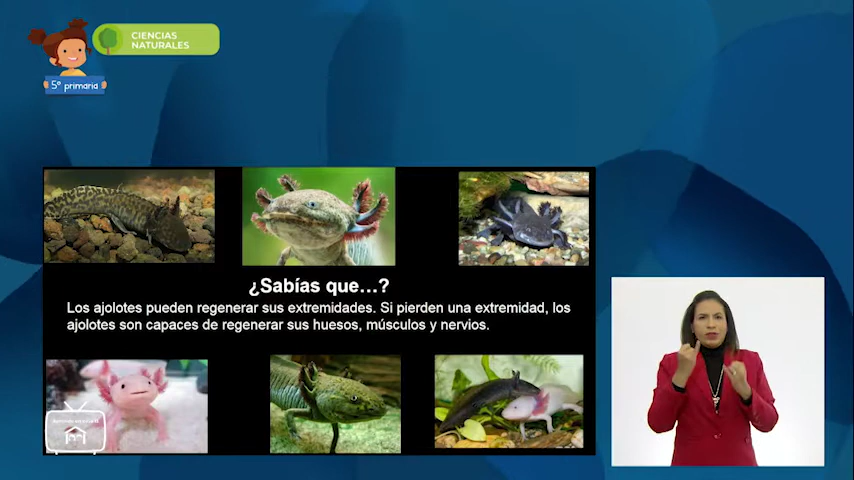 CIENCIAS
NATURALES
5° primaria
¿Sabías que...?
Los ajolotes pueden regenerar sus extremidades. Si pierden una extremidad, los
ajolotes son capaces de regenerar sus huesos, músculos y nervios.